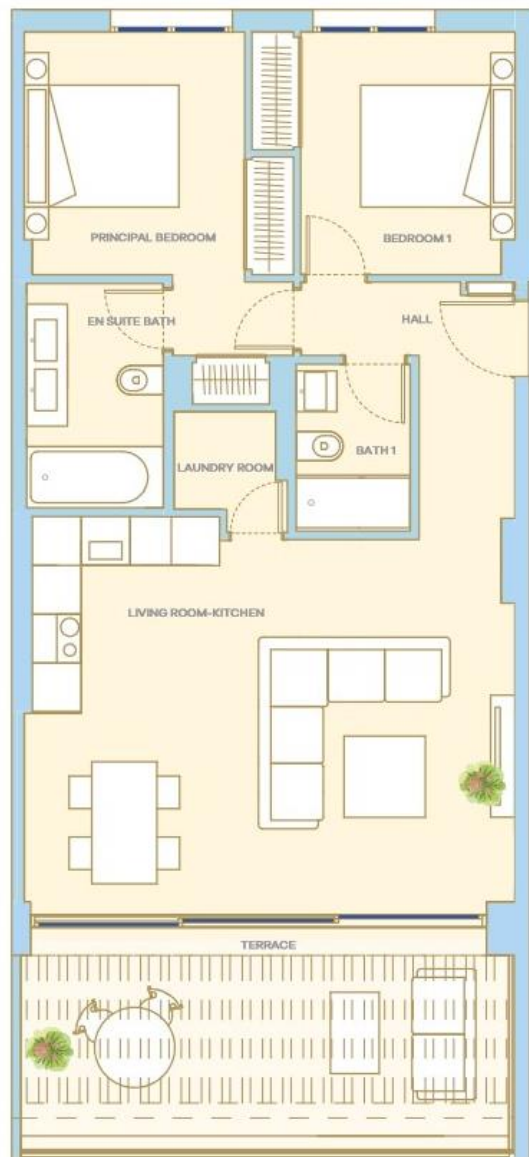 PRINCIPAL BEDROOM
BEDROOM 1
EN SUITE BATH
HALL
BATH 1
LAUNDRY ROOM
LIVING ROOM-KITCHEN
TERRACE